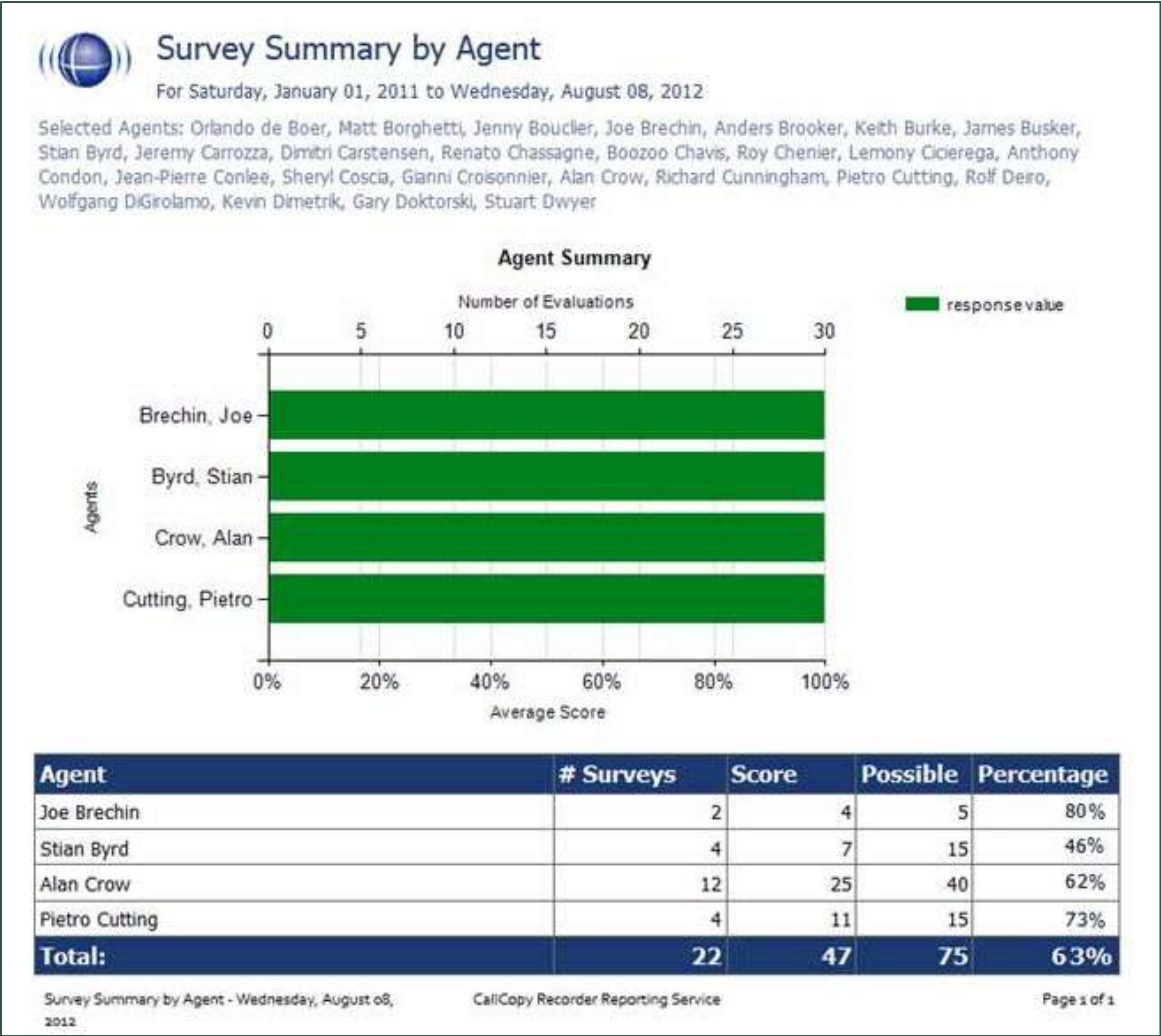 Survey Summary by Agent
For Saturday, January 01, 2011 to Wednesday, August 08, 2012
Selected Agents: Orlando de Boer, Matt Borghetti, Jenny Bouclier, Joe Brechin, Anders Brooker, Keith Burke, James Busker,
Stian Byrd, Jeremy Carrozza, Dimitri Carstensen, Renato Chassagne, Boozoo Chavis, Roy Chenier, Lemony Cicierega, Anthony
Condon, Jean-Pierre Conlee, Sheryl Coscia, Gianni Croisonnier, Alan Crow, Richard Cunningham, Pietro Cutting, Rolf Deiro,
Wolfgang DiGirolamo, Kevin Dimetrik, Gary Doktorski, Stuart Dwyer
Agent Summary
Number of Evaluations
response value
0 5 10 15 20 25 30
Brechin, Joe
Byrd, Stian
Agents
Crow, Alan
Cutting, Pietro
0% 20% 40% 60% 80% 100%
Average Score
Agent # Surveys Score Possible Percentage
Joe Brechin 2 4 5 80%
Stian Byrd 4 7 15 46%
Alan Crow 12 25 40 62%
Pietro Cutting 4 11 15 73%
Total: 22 47 75 63%
Survey Summary by Agent - Wednesday, August 08, CallCopy Recorder Reporting Service Page 1 of 1
2012